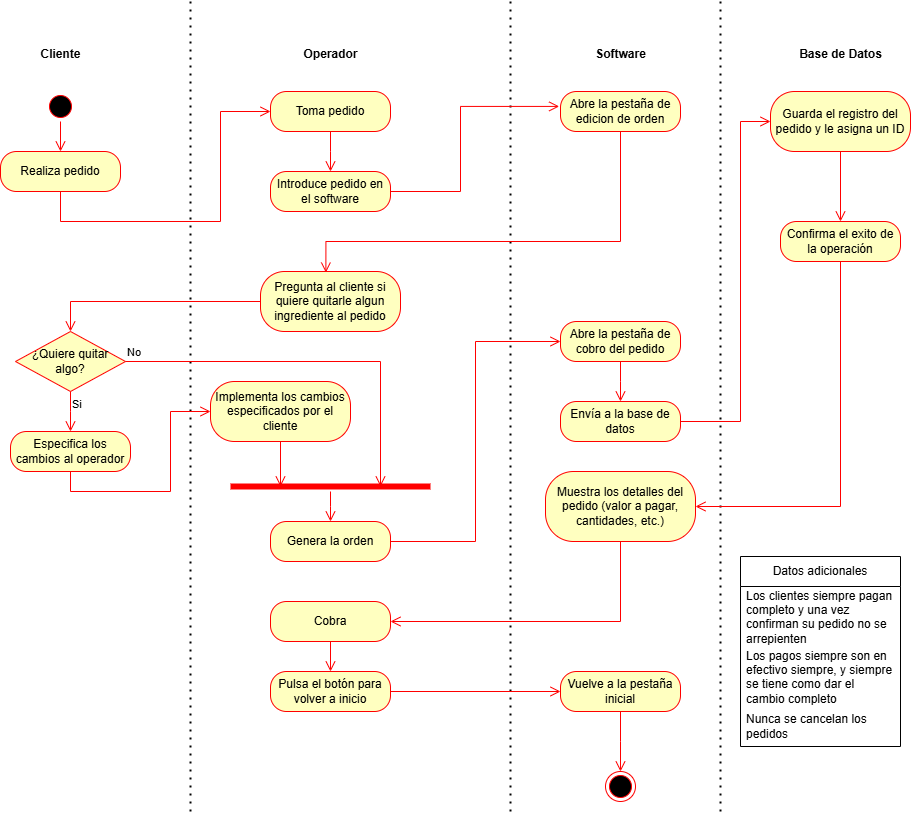 Cliente
Operador
Software
Base de Datos
Realiza pedido
Toma pedido
Introduce pedido en
el software
Abre la pestaña de
edicion de orden
Guarda el registro del
pedido y le asigna un ID
Confirma el exito de
la operación
Pregunta al cliente si
quiere quitarle algun
ingrediente al pedido
¿Quiere quitar
algo?
No
Si
Especifica los
cambios al operador
Implementa los cambios
especificados por el
cliente
Genera la orden
Abre la pestaña de
cobro del pedido
Envía a la base de
datos
Muestra los detalles del
pedido (valor a pagar,
cantidades, etc.)
Cobra
Pulsa el botón para
volver a inicio
Vuelve a la pestaña
inicial
Datos adicionales
Los clientes siempre pagan
completo y una vez
confirman su pedido no se
arrepienten
Los pagos siempre son en
efectivo siempre, y siempre
se tiene como dar el
cambio completo
Nunca se cancelan los
pedidos